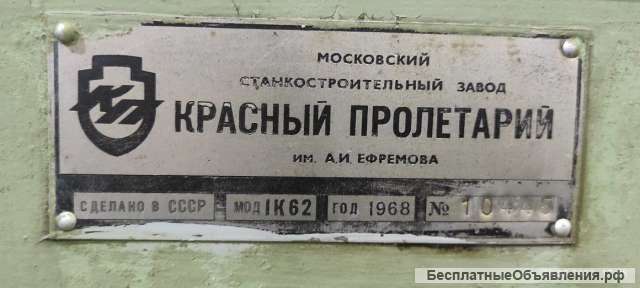 МОСКОВСКИЙ
СТАНКОСТРОИТЕЛЬНЫЙ ЗАВОД
КРАСНЫЙ ПРОЛЕТАРИЙ
ИМ. А.И. ЕФРЕМОВА
СДЕЛАНО В СССР МОД 1К62 ГОД 1968 №
БесплатныеОбъявления.рф